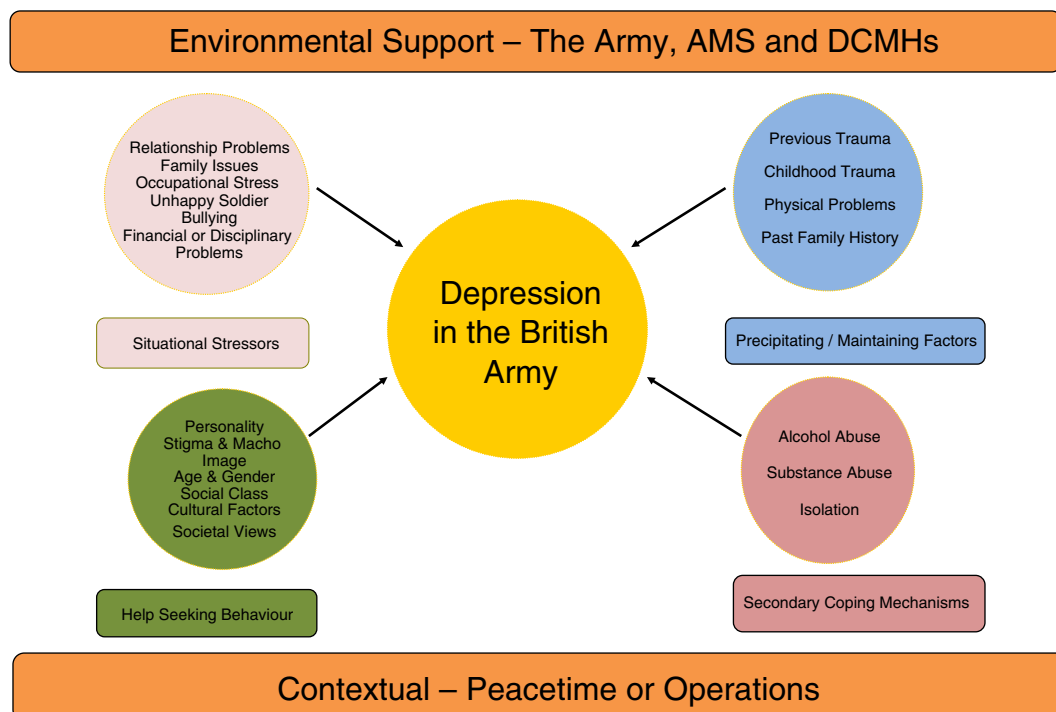 Environmental Support – The Army, AMS and DCMHs
Relationship Problems
Family Issues
Occupational Stress
Unhappy Soldier
Bullying
Financial or Disciplinary
Problems
Situational Stressors
Previous Trauma
Childhood Trauma
Physical Problems
Past Family History
Precipitating / Maintaining Factors
Depression
in the British
Army
Personality
Stigma & Macho
Image
Age & Gender
Social Class
Cultural Factors
Societal Views
Help Seeking Behaviour
Alcohol Abuse
Substance Abuse
Isolation
Secondary Coping Mechanisms
Contextual – Peacetime or Operations